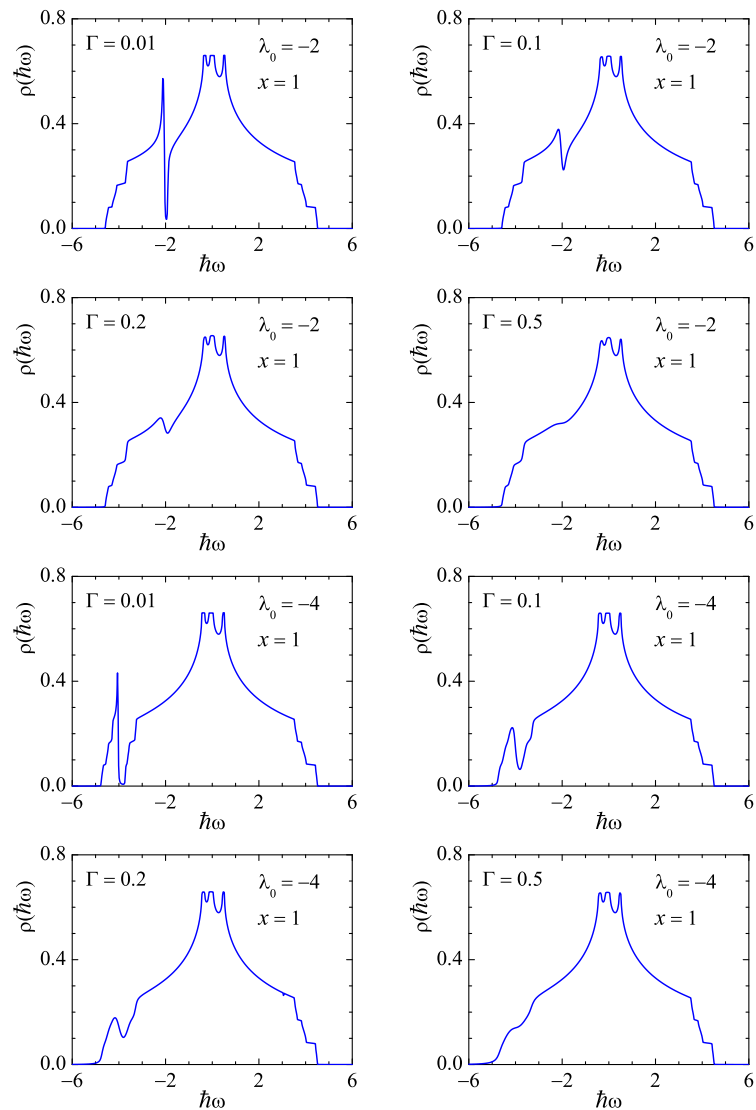 0.8
Γ = 0.01
λ0 = −2
x = 1
ρ(ħω)
0.4
0.0
−6 −2 2 6
ħω
0.8
0.1
λ0 = −2
x = 1
ρ(ħω)
0.4
0.0
−6 −2 2 6
ħω
0.8
Γ = 0.2
λ0 = −2
x = 1
ρ(ħω)
0.4
0.0
−6 −2 2 6
ħω
0.8
Γ = 0.5
λ0 = −2
x = 1
ρ(ħω)
0.4
0.0
−6 −2 2 6
ħω
0.8
Γ = 0.01
λ0 = −4
x = 1
ρ(ħω)
0.4
0.0
−6 −2 2 6
ħω
0.8
Γ = 0.1
λ0 = −4
x = 1
ρ(ħω)
0.4
0.0
−6 −2 2 6
ħω
0.8
Γ = 0.2
λ0 = −4
x = 1
ρ(ħω)
0.4
0.0
−6 −2 2 6
ħω
0.8
Γ = 0.5
λ0 = −4
x = 1
ρ(ħω)
0.4
0.0
−6 −2 2 6
ħω